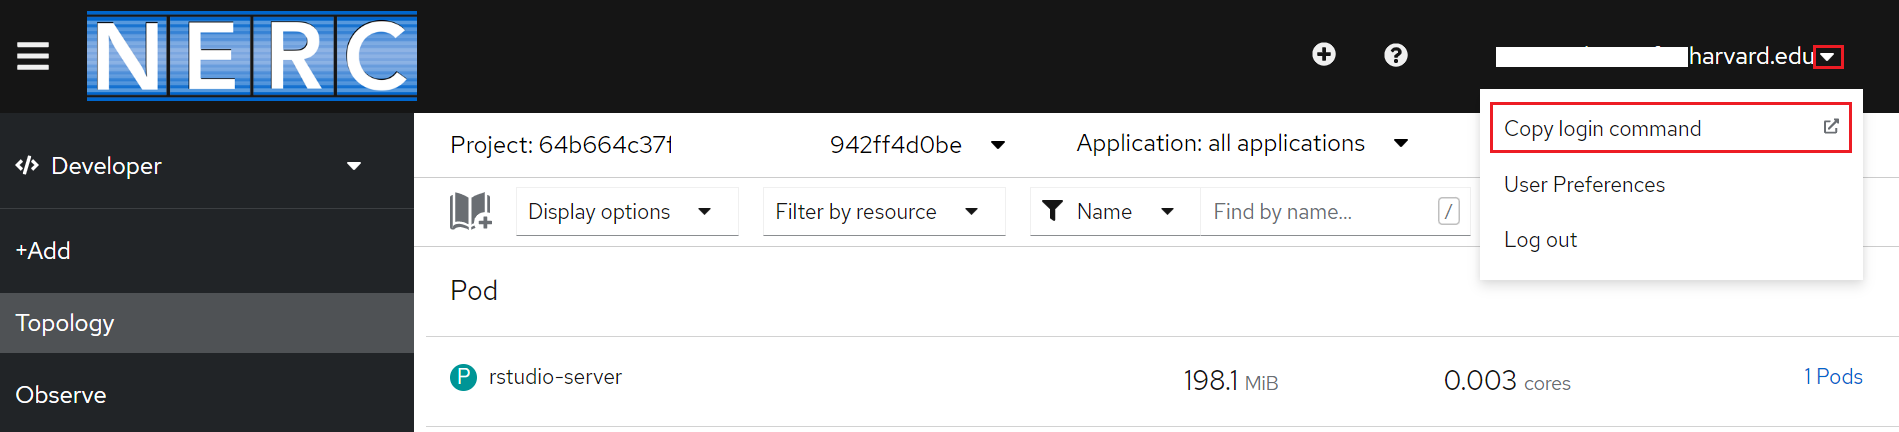 NERC
harvard.edu
Copy login command
User Preferences
Log out
Developer
+Add
Topology
Observe
Project: 64b664c37f 942ff4d0be
Application: all applications
Display options
Filter by resource
Name
Find by name...
/
Pod
P rstudio-server 198.1 MiB 0.003 cores 1 Pods